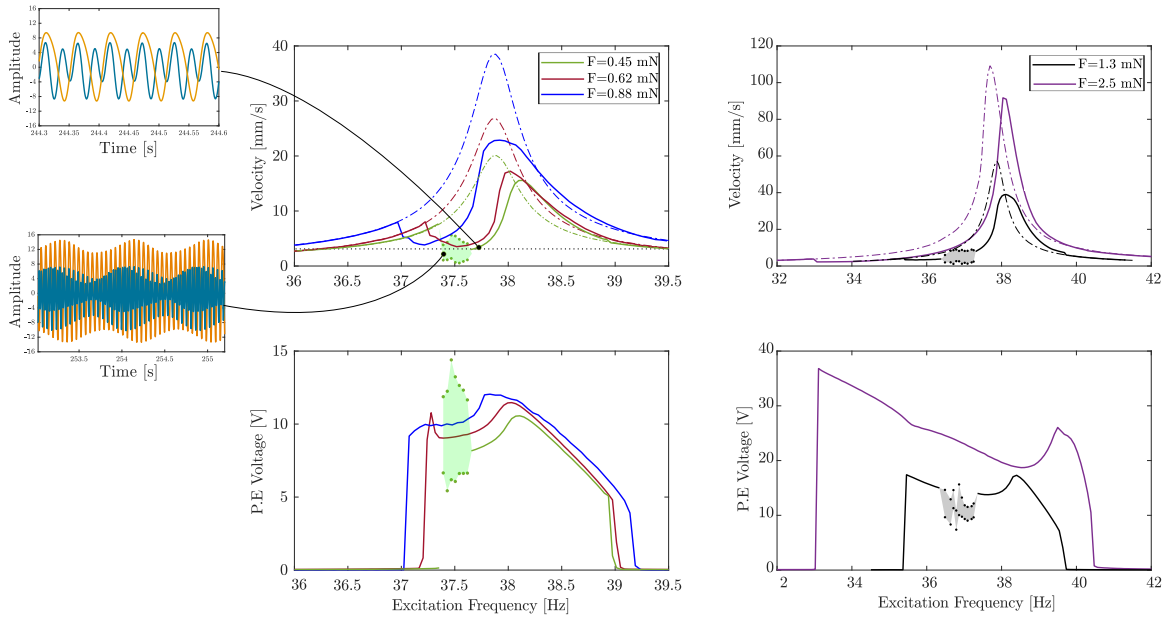 Amplitude
16
12
8
4
0
-4
-8
-12
-16
244.3 244.35 244.4 244.45 244.5 244.55 244.6
Time [s]
Amplitude
16
12
8
4
0
-4
-8
-12
-16
253.5 254 254.5 255
Time [s]
Velocity [mm/s]
40
30
20
10
0
36 36.5 37 37.5 38 38.5 39 39.5
F=0.45 mN
F=0.62 mN
F=0.88 mN
Velocity [mm/s]
120
100
80
60
40
20
0
32 34 36 38 40 42
F=1.3 mN
F=2.5 mN
P.E Voltage [V]
15
10
5
0
36 36.5 37 37.5 38 38.5 39 39.5
Excitation Frequency [Hz]
P.E Voltage [V]
40
30
20
10
0
2 34 36 38 40 42
Excitation Frequency [Hz]